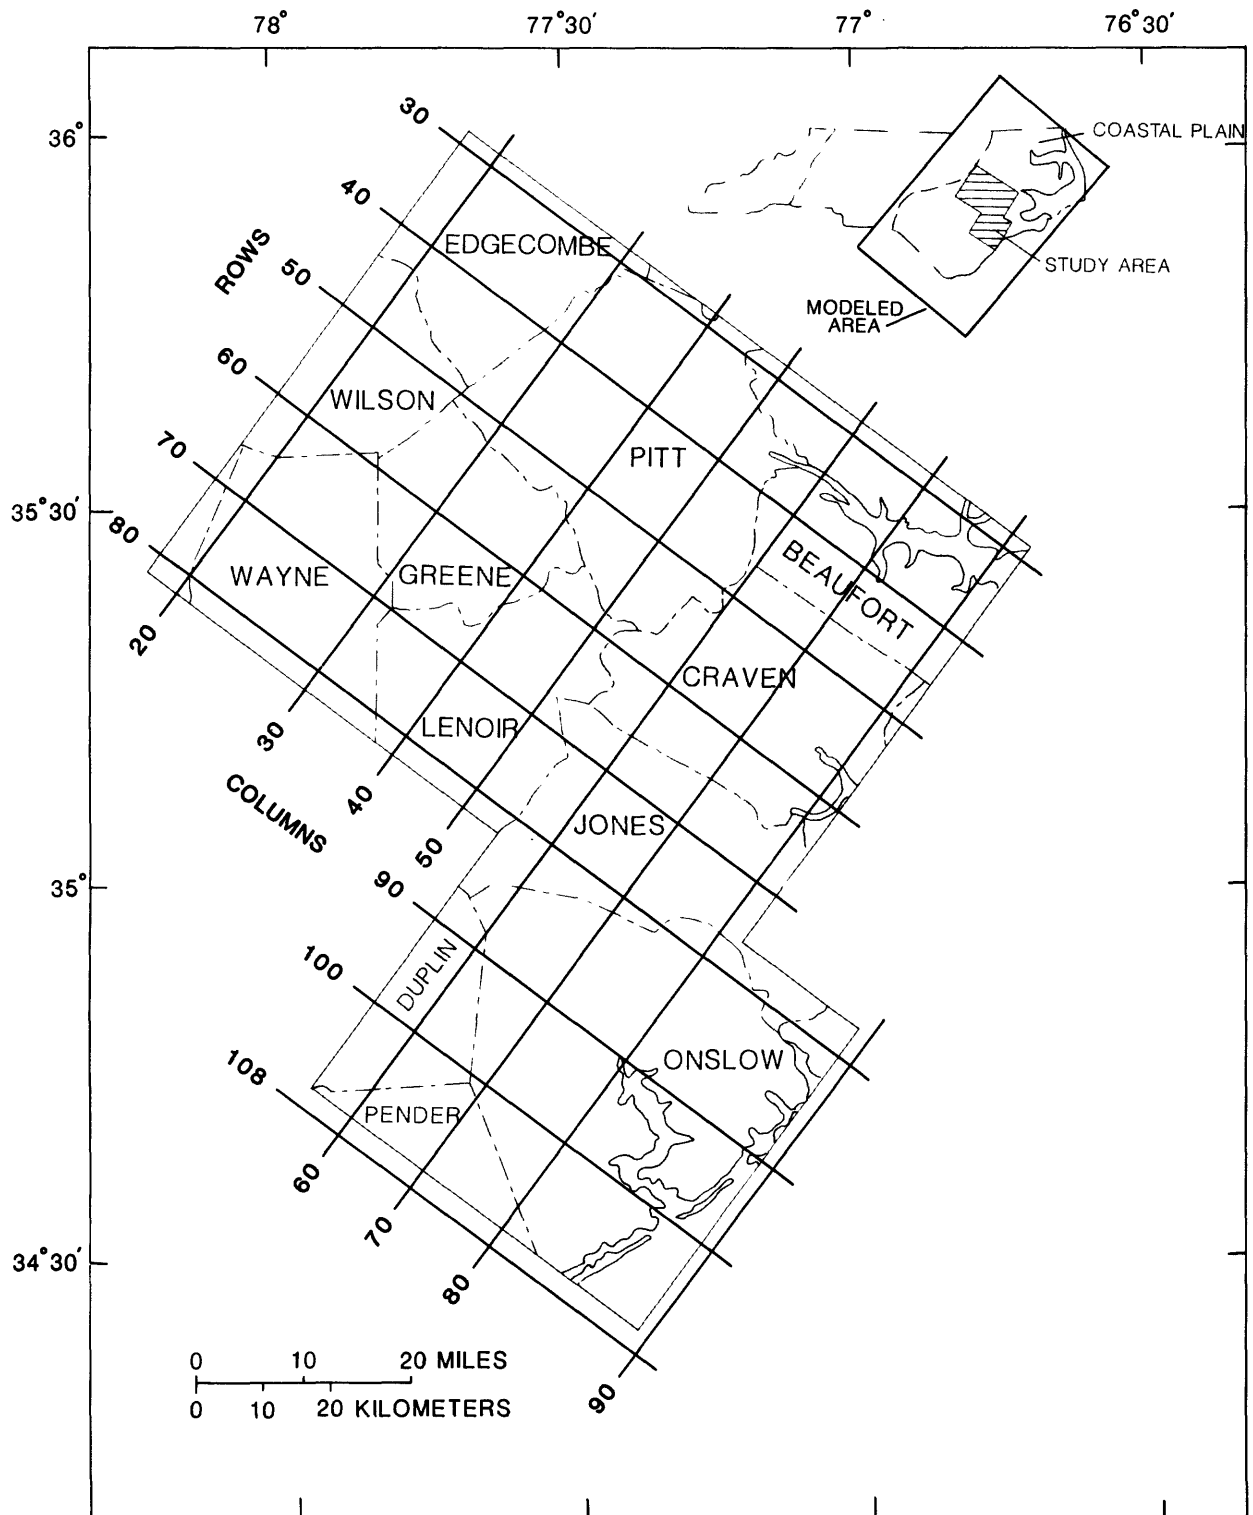 78°
77°30′
77°
76°30′
36°
35°30′
35°
34°30′
COASTAL PLAIN
STUDY AREA
MODELED
AREA
ROWS
30
40
50
60
70
80
90
100
108
COLUMNS
20
30
40
50
60
70
80
90
EDGECOMBE
WILSON
PITT
BEAUFORT
WAYNE
GREENE
CRAVEN
LENOIR
JONES
DUPLIN
ONSLOW
PENDER
0 10 20 MILES
0 10 20 KILOMETERS